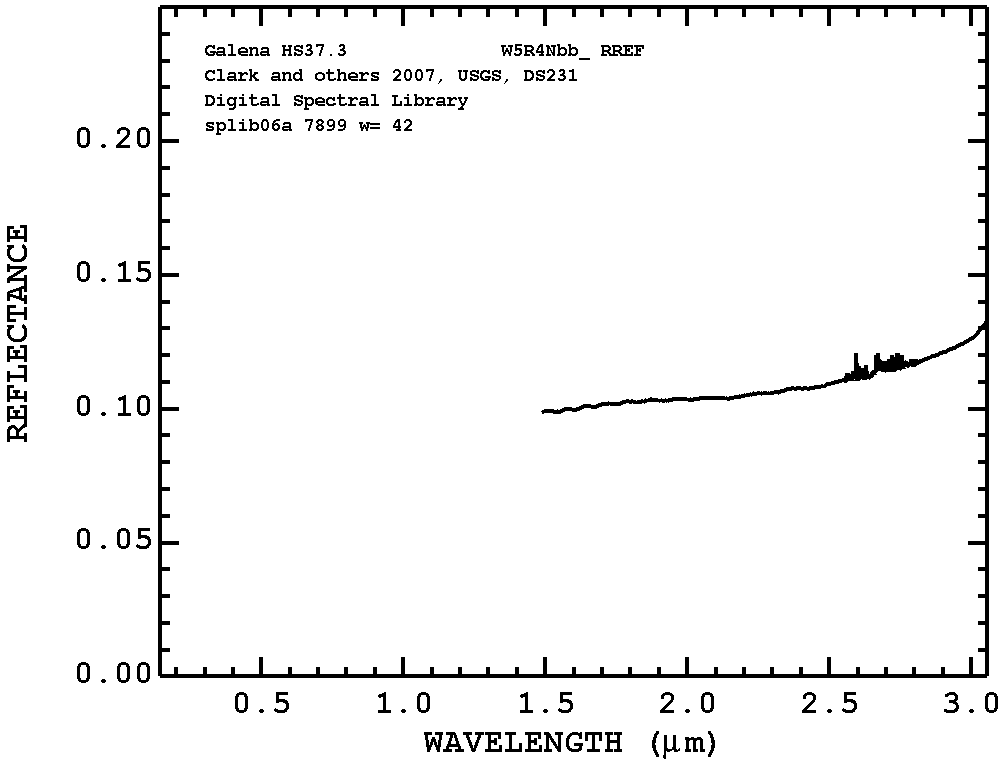 Galena HS37.3 W5R4Nbb_ RREF
Clark and others 2007, USGS, DS231
Digital Spectral Library
splib06a 7899 w= 42
REFLECTANCE
0.20
0.15
0.10
0.05
0.00
0.5 1.0 1.5 2.0 2.5 3.0
WAVELENGTH (μm)